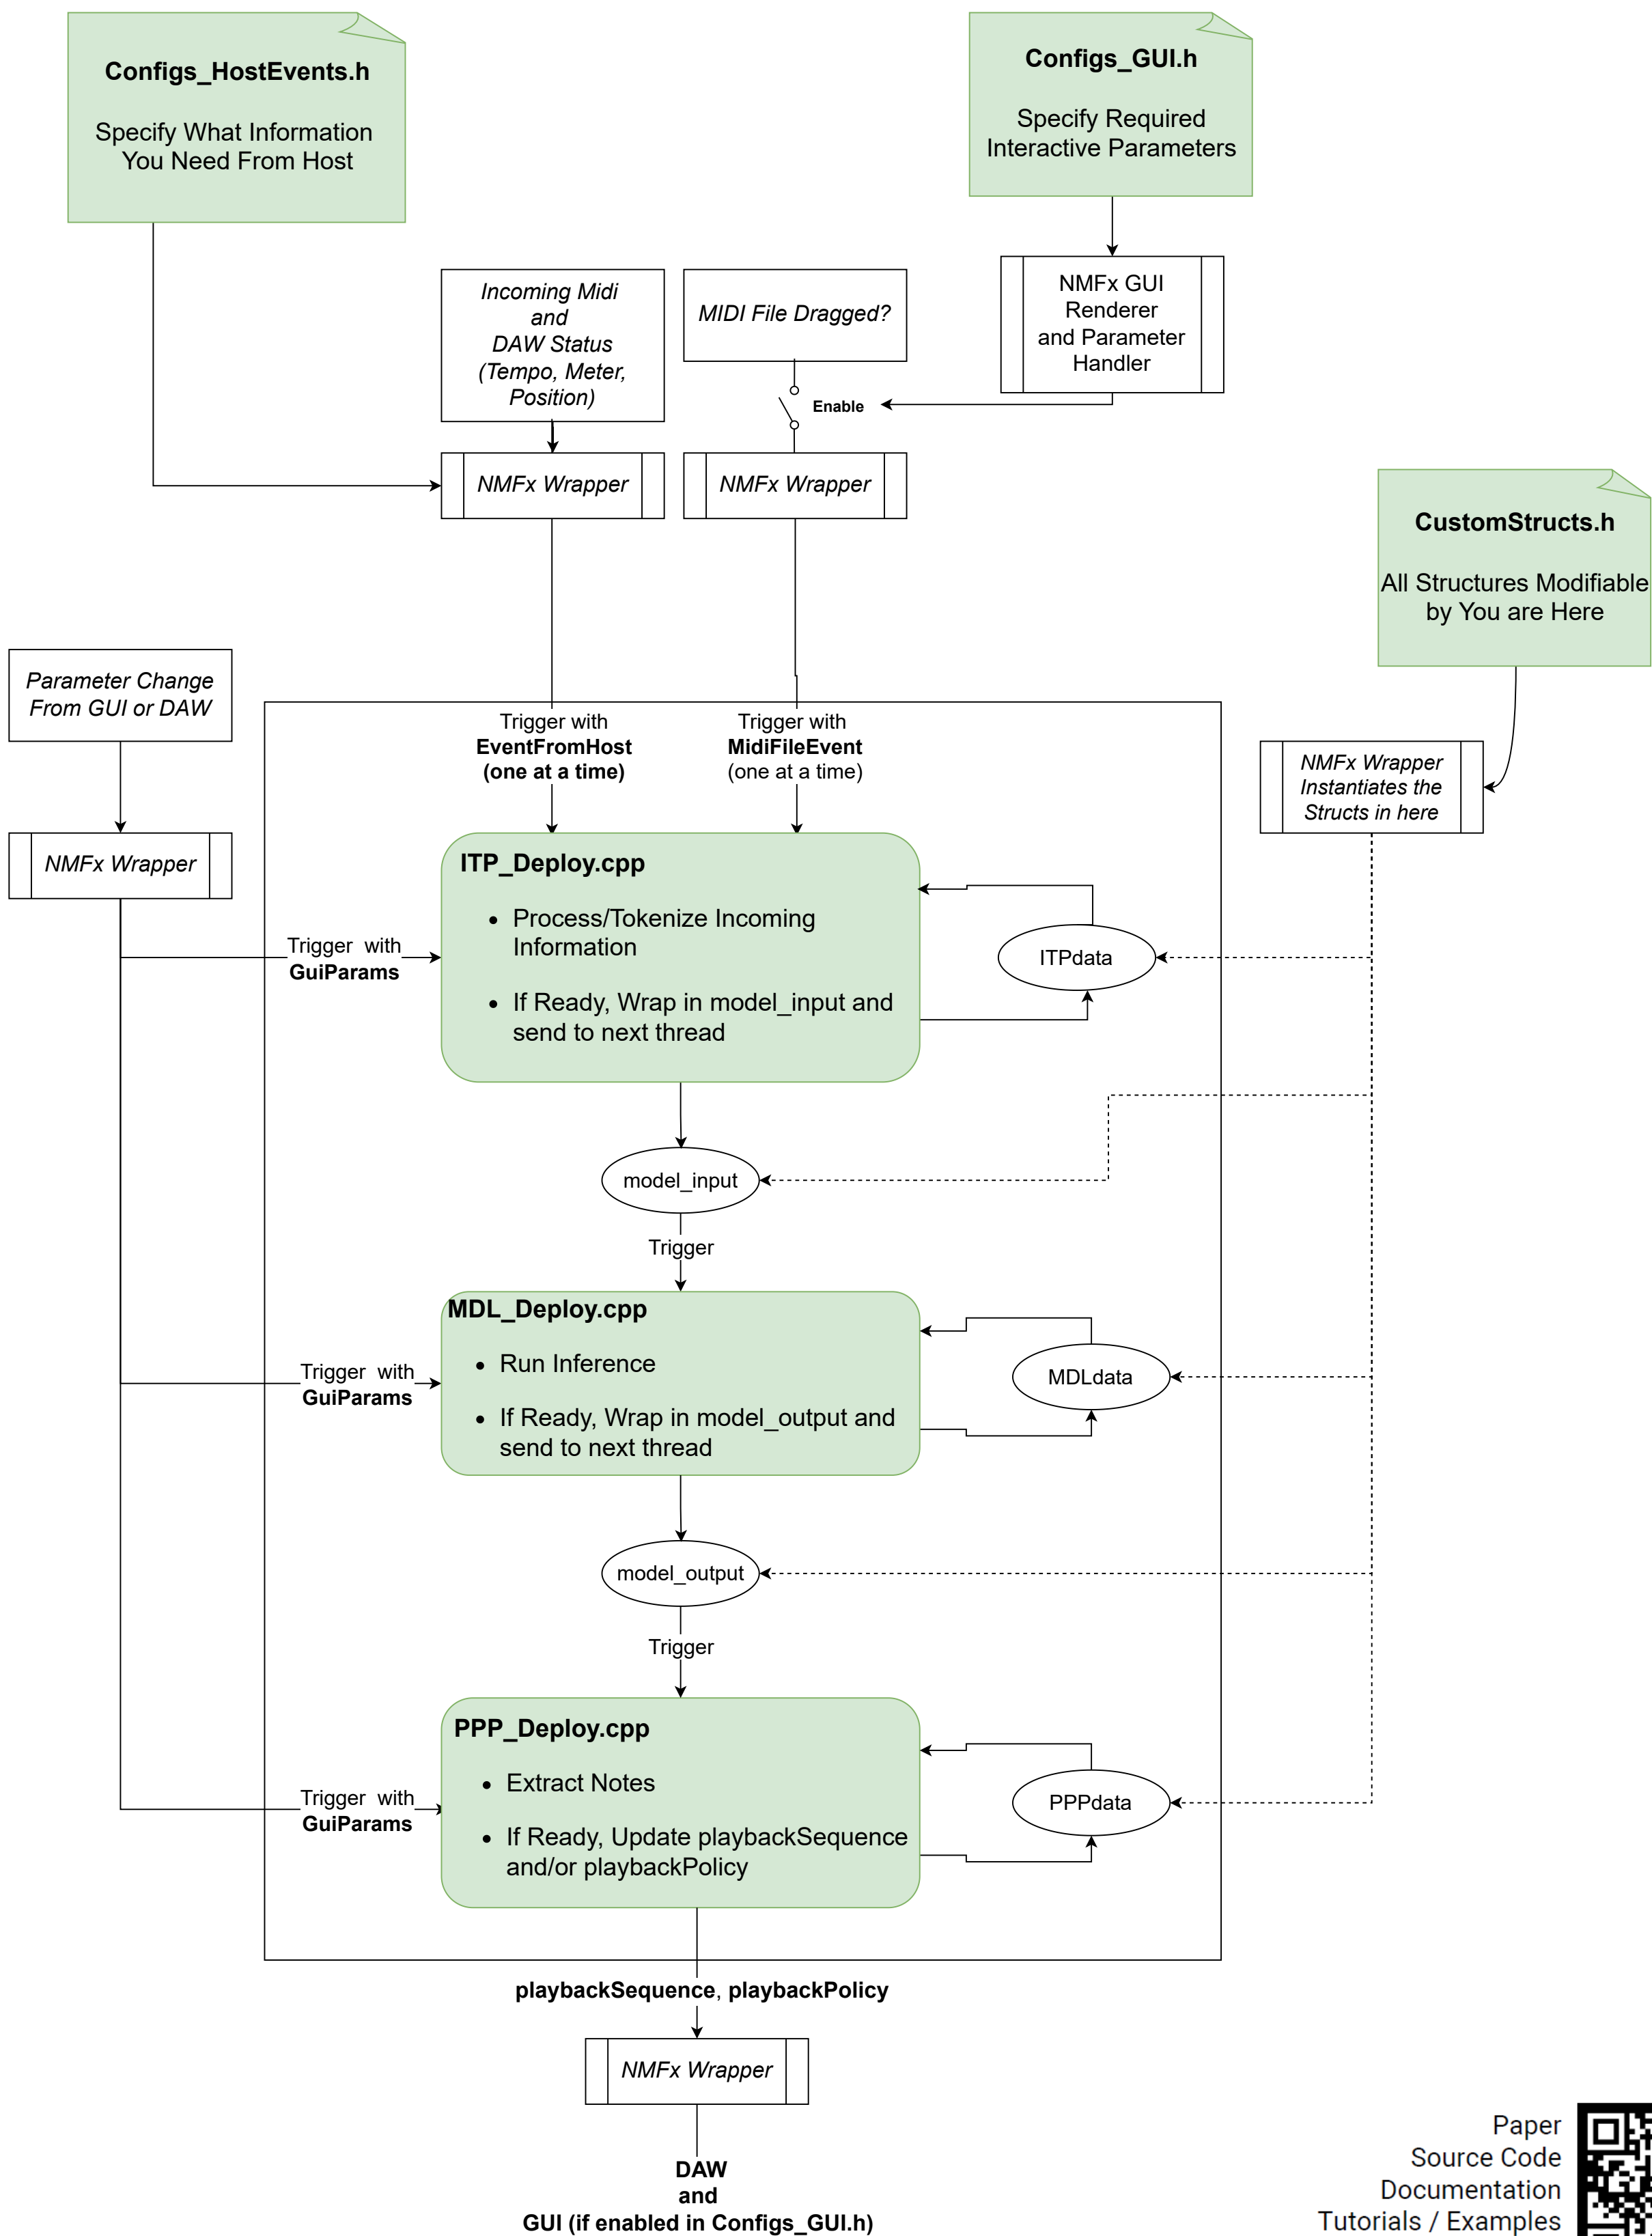 Configs_HostEvents.h
Specify What Information
You Need From Host
Configs_GUI.h
Specify Required
Interactive Parameters
Incoming Midi
and
DAW Status
(Tempo, Meter,
Position)
MIDI File Dragged?
NMFx GUI
Renderer
and Parameter
Handler
Enable
NMFx Wrapper
NMFx Wrapper
CustomStructs.h
All Structures Modifiable
by You are Here
Parameter Change
From GUI or DAW
Trigger with
EventFromHost
(one at a time)
Trigger with
MidiFileEvent
(one at a time)
NMFx Wrapper
Instantiates the
Structs in here
NMFx Wrapper
ITP_Deploy.cpp
• Process/Tokenize Incoming
Information
• If Ready, Wrap in model_input and
send to next thread
Trigger with
GuiParams
ITPdata
model_input
Trigger
MDL_Deploy.cpp
• Run Inference
• If Ready, Wrap in model_output and
send to next thread
Trigger with
GuiParams
MDLdata
model_output
Trigger
PPP_Deploy.cpp
• Extract Notes
• If Ready, Update playbackSequence
and/or playbackPolicy
Trigger with
GuiParams
PPPdata
playbackSequence, playbackPolicy
NMFx Wrapper
DAW
and
GUI (if enabled in Configs_GUI.h)
Paper
Source Code
Documentation
Tutorials / Examples